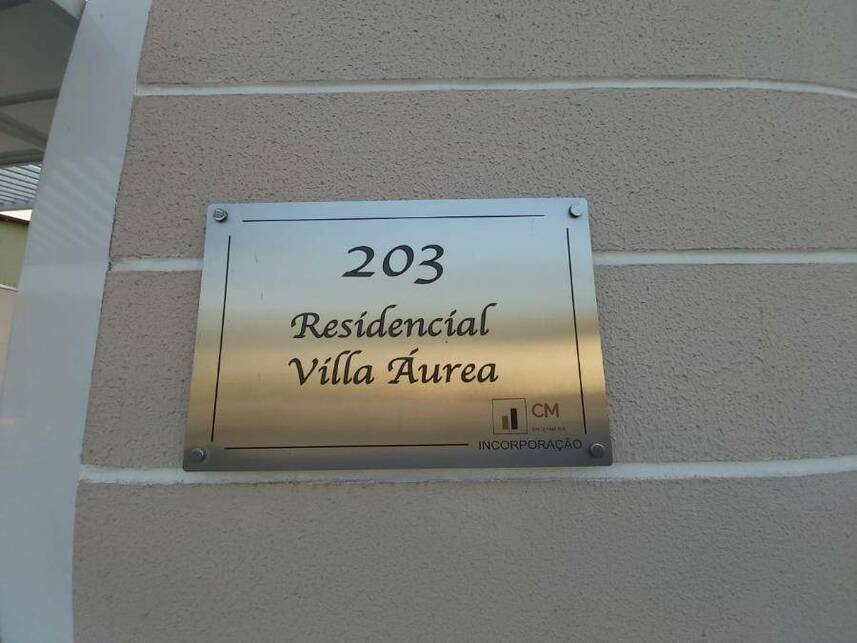 203
Residencial
Villa Áurea
CM
INCORPORAÇÃO